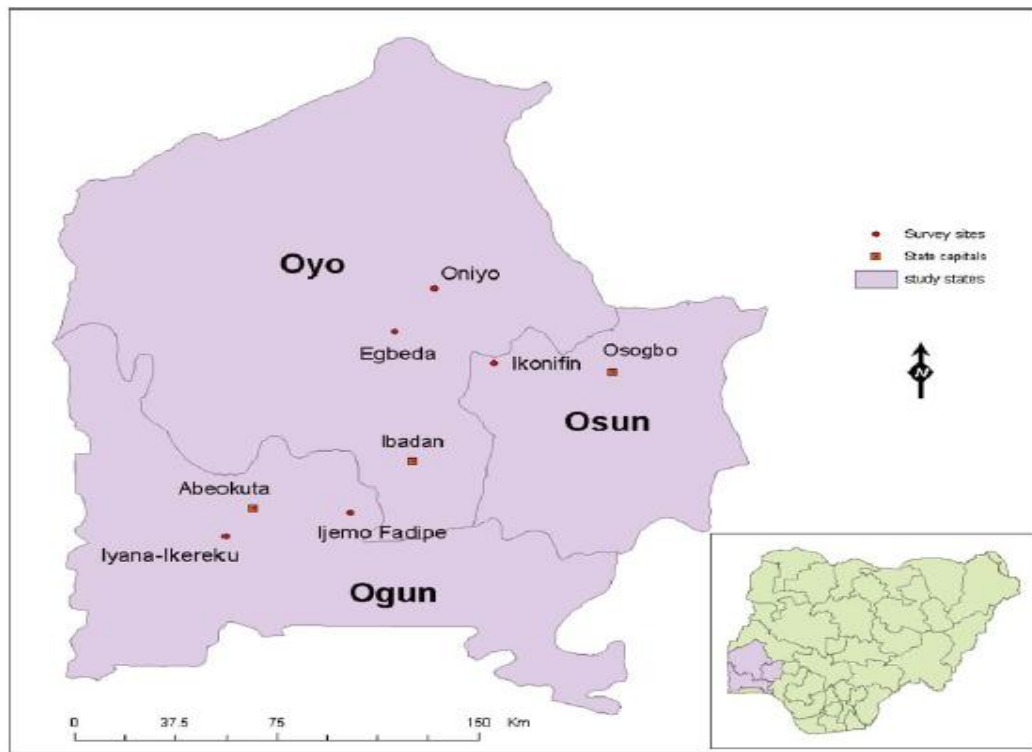 Survey sites
State capitals
study states
Oyo
Oniyo
Egbeda
Ikonifin
Osogbo
Osun
Ibadan
Abeokuta
Ijemo Fadipe
Iyana-Ikereku
Ogun
N
0 37.5 75 150 Km